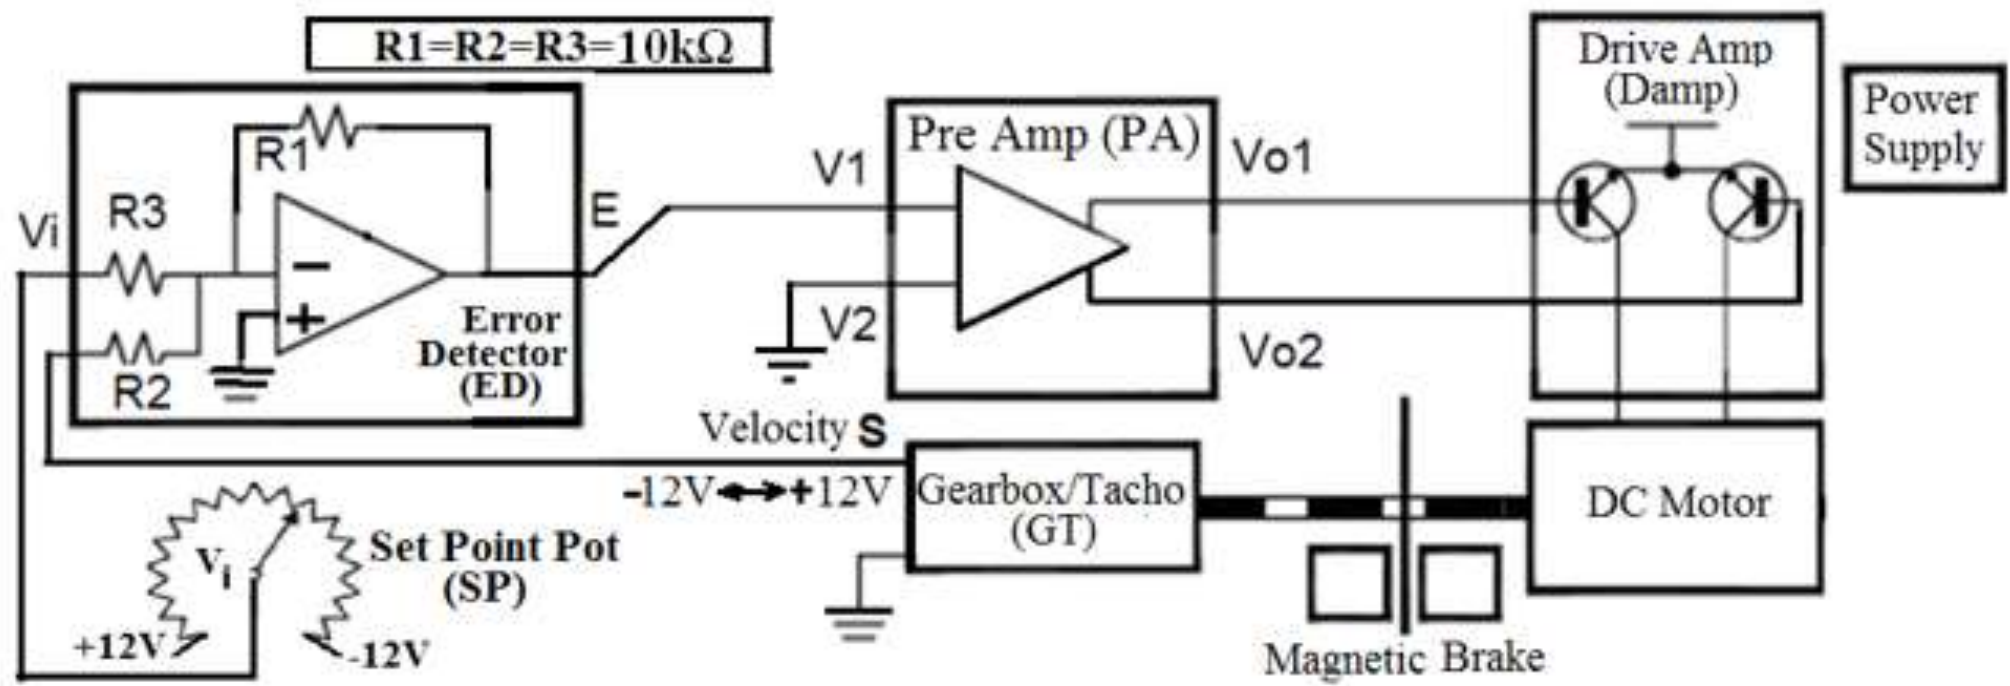 R1=R2=R3=10kΩ
Drive Amp
(Damp)
Power
Supply
R1
Pre Amp (PA)
Vo1
V1
E
R3
Vi
−
+
Error
Detector
(ED)
R2
V2
Vo2
Velocity S
-12V↔+12V
Gearbox/Tacho
(GT)
DC Motor
Vi
Set Point Pot
(SP)
+12V
-12V
Magnetic Brake